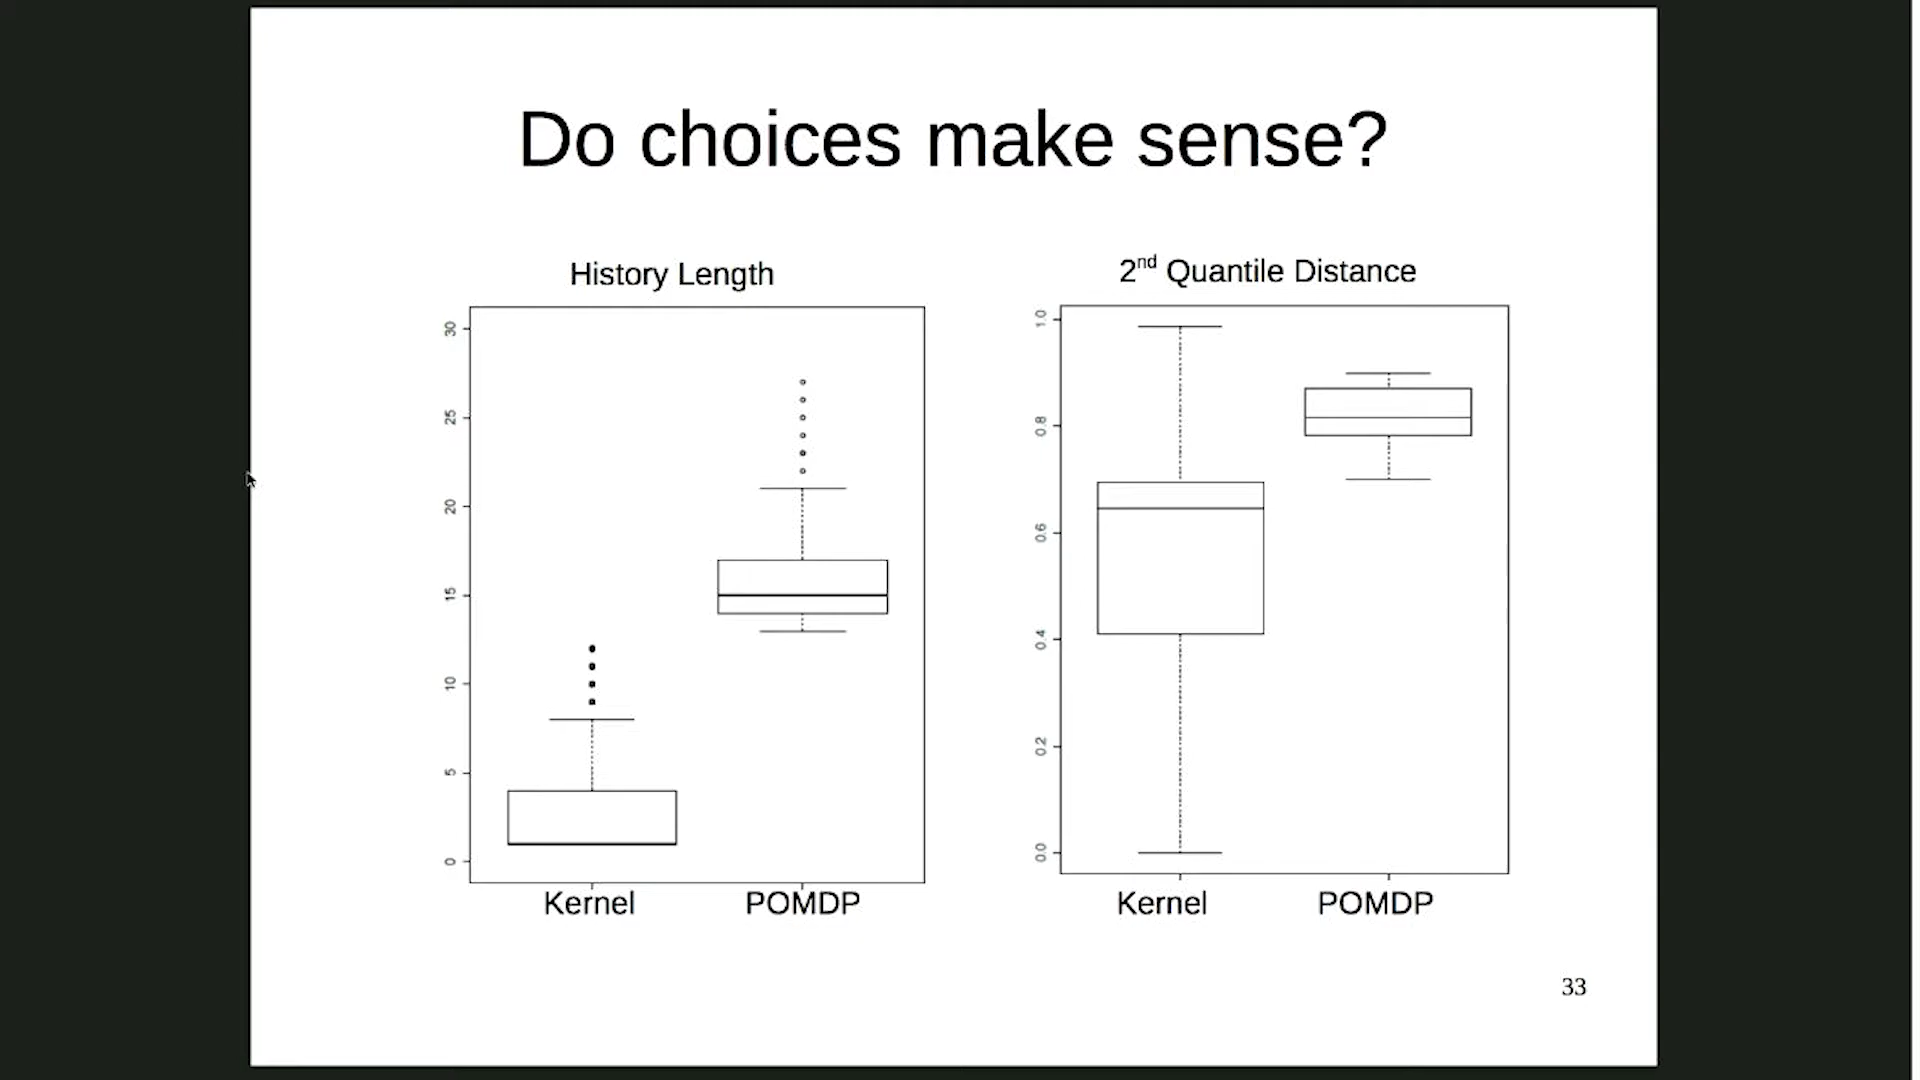 Do choices make sense?
History Length
30
25
20
15
10
5
0
Kernel POMDP
2nd Quantile Distance
1.0
0.8
0.6
0.4
0.2
0.0
Kernel POMDP
33